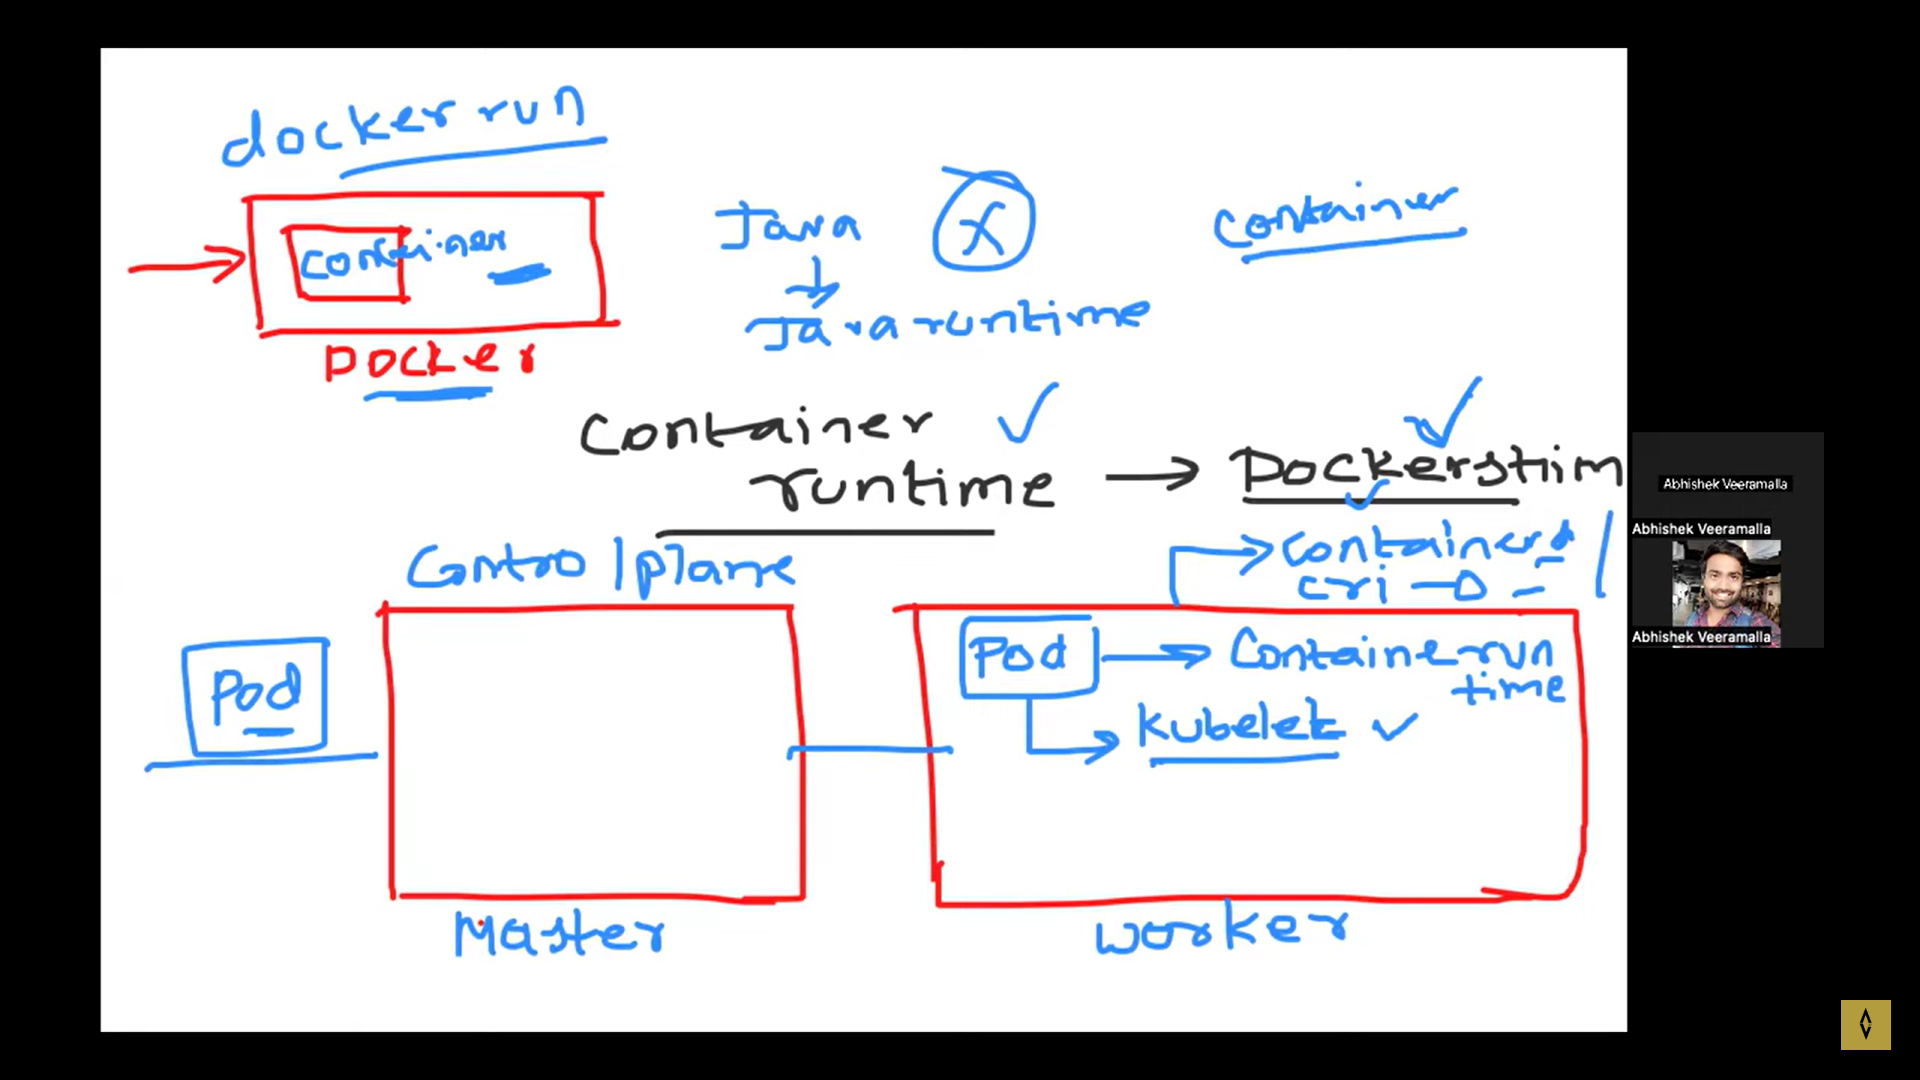 docker run
container
Docker
Java
X
Java runtime
Container
Container
runtime
Dockershim
Control plane
containerd
cri-O
Pod
Pod
Container run
time
Kubelet
Master
Worker
Abhishek Veeramalla
Abhishek Veeramalla
Abhishek Veeramalla